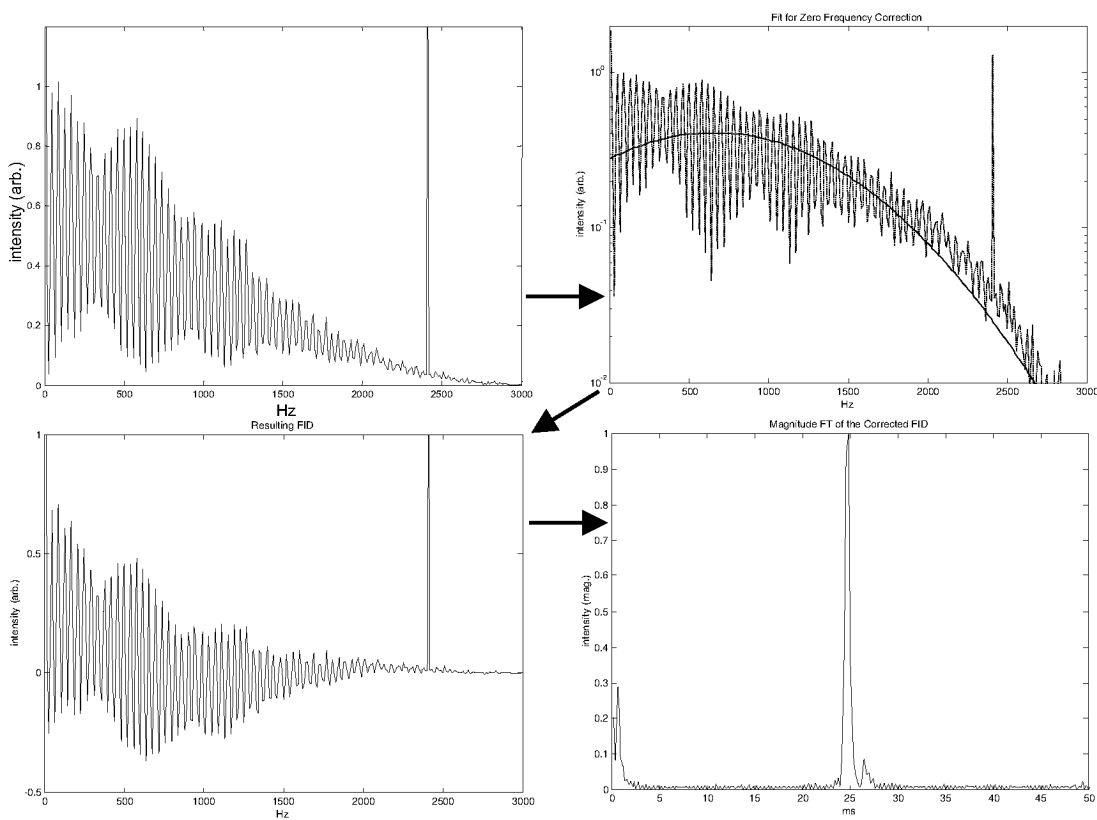 intensity (arb.)
1
0.8
0.6
0.4
0.2
0
0 500 1000 1500 2000 2500 3000
Hz
Fit for Zero Frequency Correction
intensity (arb.)
10^0
10^-1
10^-2
0 500 1000 1500 2000 2500 3000
Hz
Resulting FID
intensity (arb.)
1
0.5
0
-0.5
0 500 1000 1500 2000 2500 3000
Hz
Magnitude FT of the Corrected FID
intensity (mag.)
1
0.9
0.8
0.7
0.6
0.5
0.4
0.3
0.2
0.1
0
0 5 10 15 20 25 30 35 40 45 50
ms